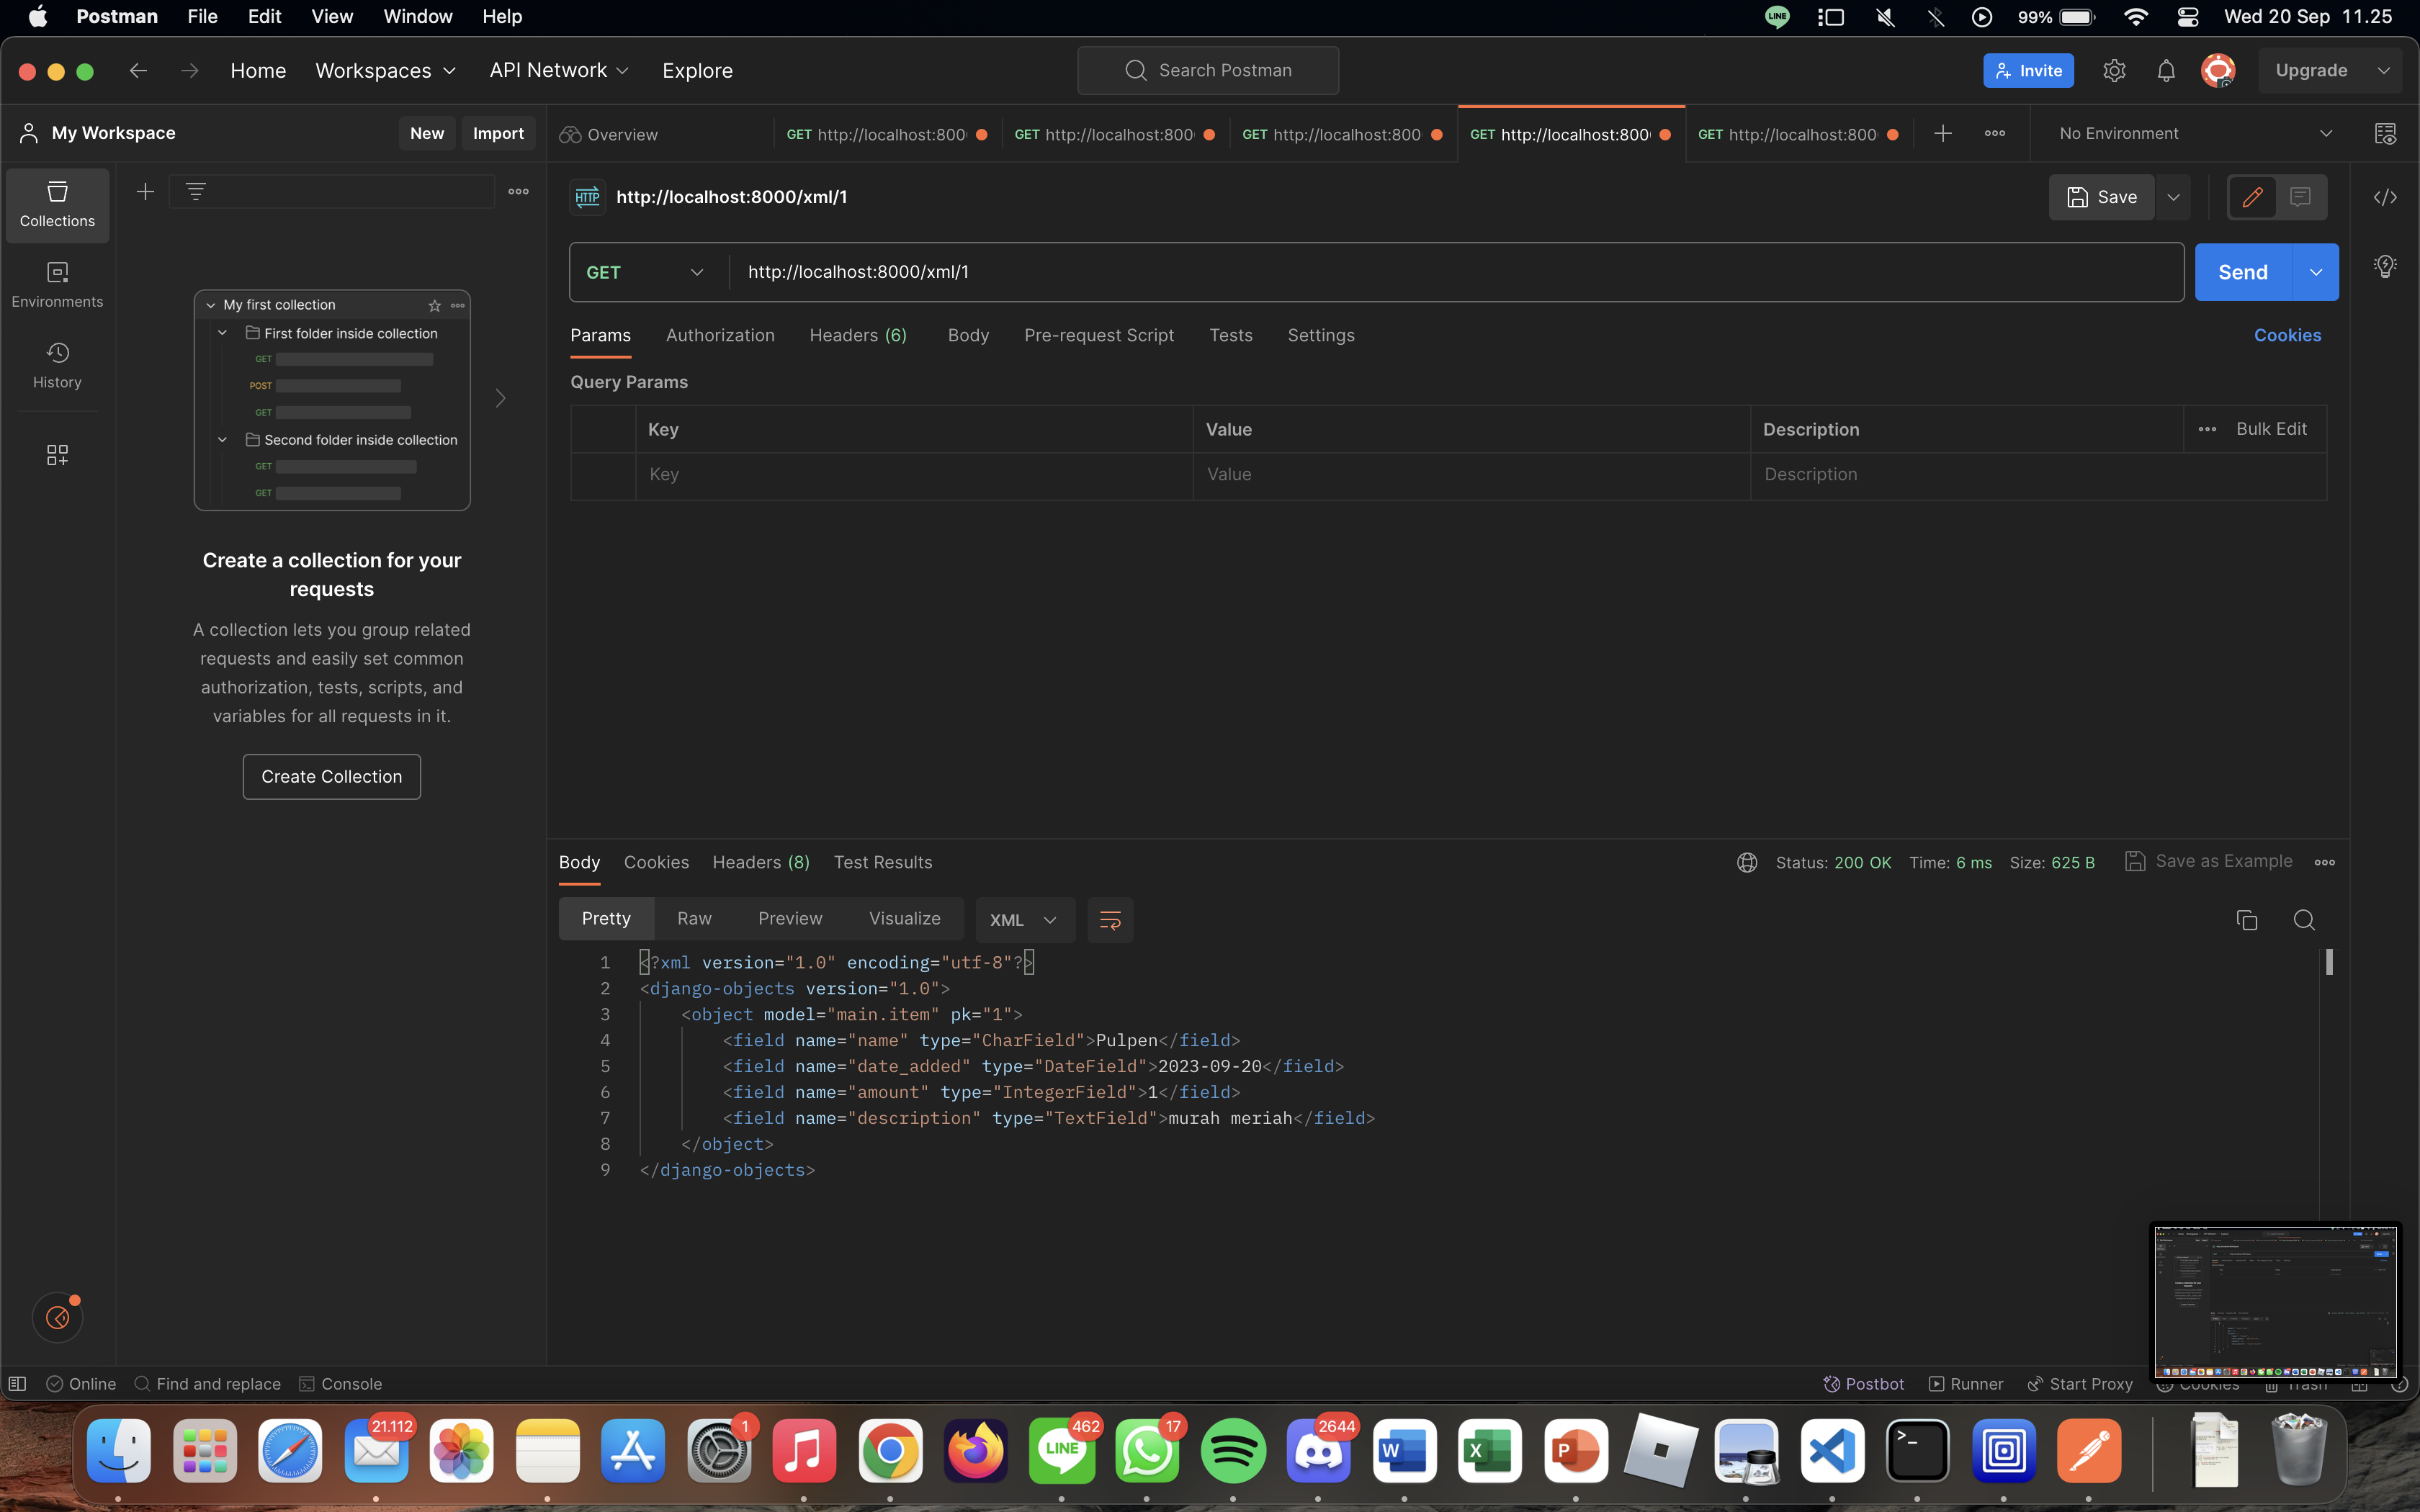 Postman File Edit View Window Help
LINE 99% Wed 20 Sep 11.25
Home Workspaces API Network Explore
Search Postman
Invite Upgrade
My Workspace New Import
Overview GET http://localhost:800 GET http://localhost:800 GET http://localhost:800 GET http://localhost:800 GET http://localhost:800 No Environment
Collections
Environments
History
My first collection
First folder inside collection
GET
POST
GET
Second folder inside collection
GET
GET
Create a collection for your
requests
A collection lets you group related
requests and easily set common
authorization, tests, scripts, and
variables for all requests in it.
Create Collection
HTTP http://localhost:8000/xml/1
Save
GET http://localhost:8000/xml/1 Send
Params Authorization Headers (6) Body Pre-request Script Tests Settings Cookies
Query Params
Key Value Description Bulk Edit
Key Value Description
Body Cookies Headers (8) Test Results Status: 200 OK Time: 6 ms Size: 625 B Save as Example
Pretty Raw Preview Visualize XML
1 <?xml version="1.0" encoding="utf-8"?>
2 <django-objects version="1.0">
3 <object model="main.item" pk="1">
4 <field name="name" type="CharField">Pulpen</field>
5 <field name="date_added" type="DateField">2023-09-20</field>
6 <field name="amount" type="IntegerField">1</field>
7 <field name="description" type="TextField">murah meriah</field>
8 </object>
9 </django-objects>
Online Find and replace Console Postbot Runner Start Proxy Cookies Trash
21.112 1 462 17 2644
LINE W X P